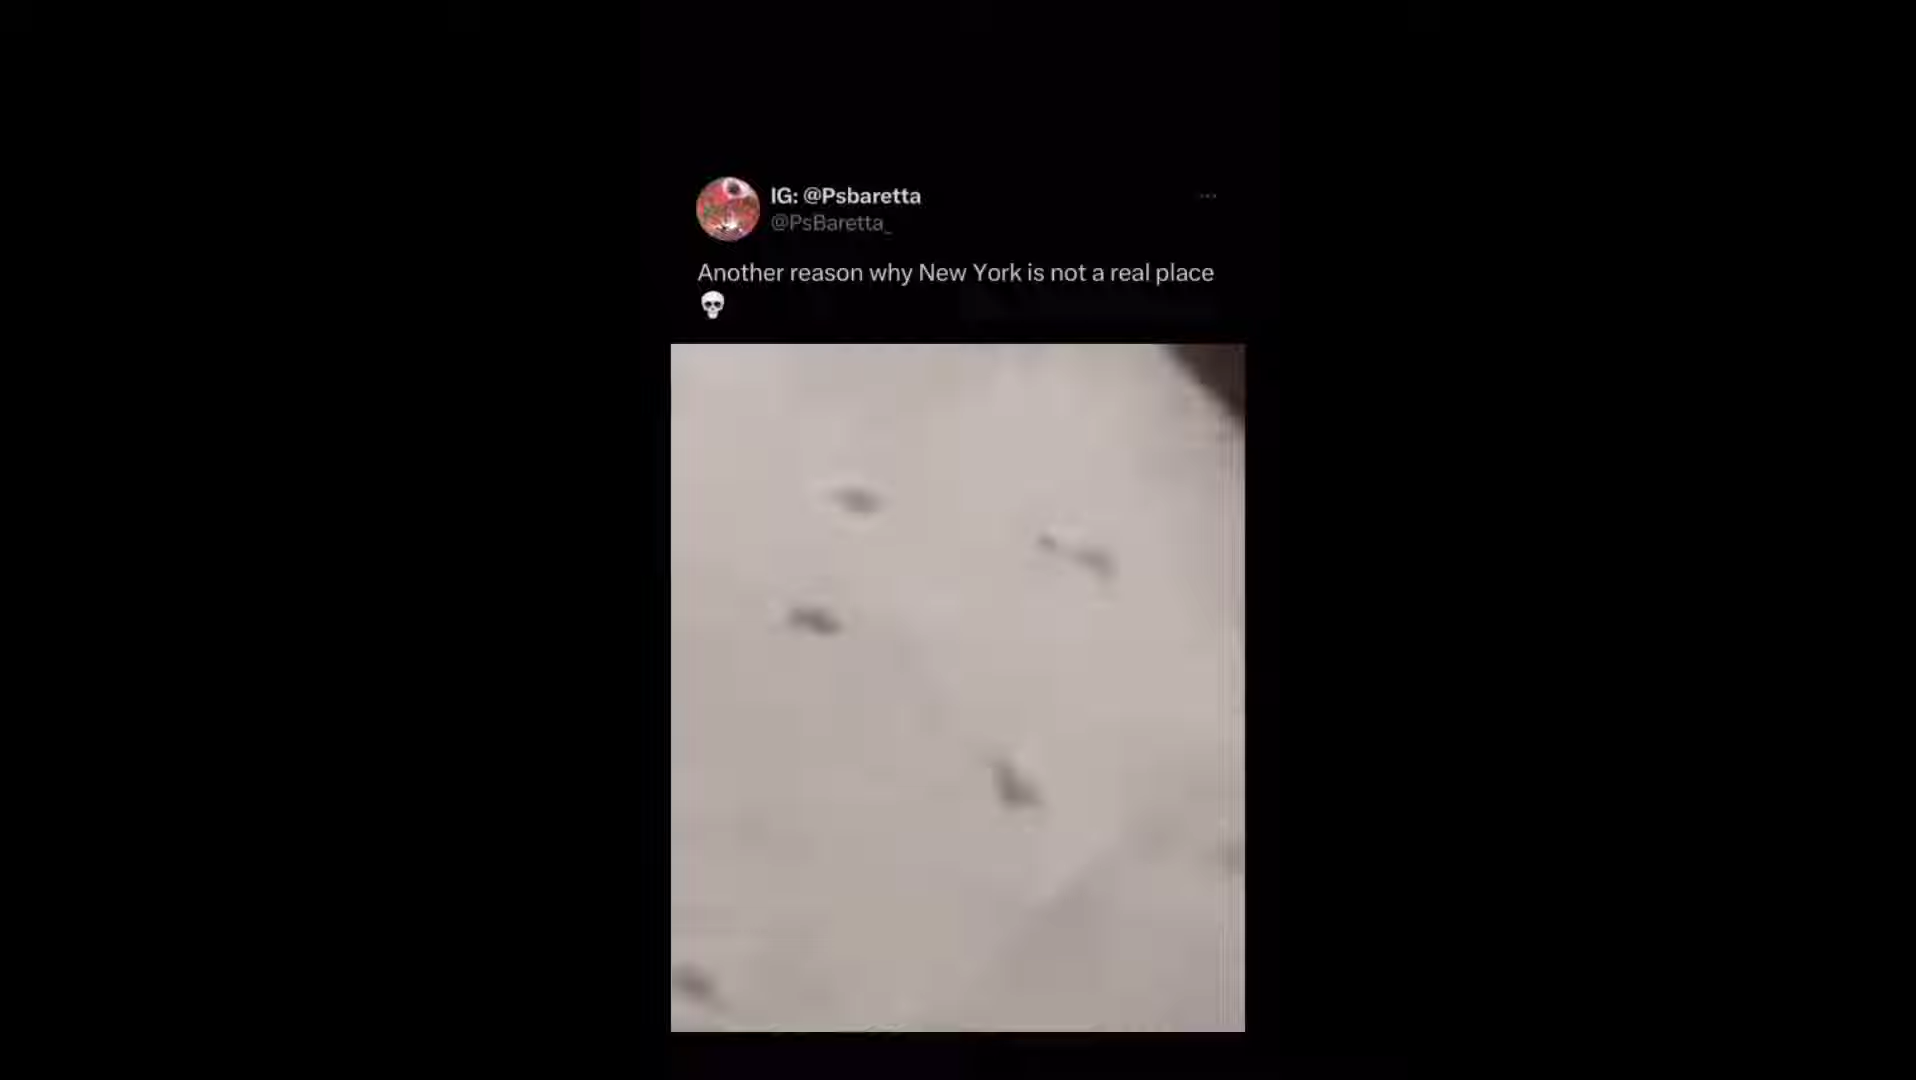 IG: @Psbaretta
@PsBaretta_
Another reason why New York is not a real place
💀